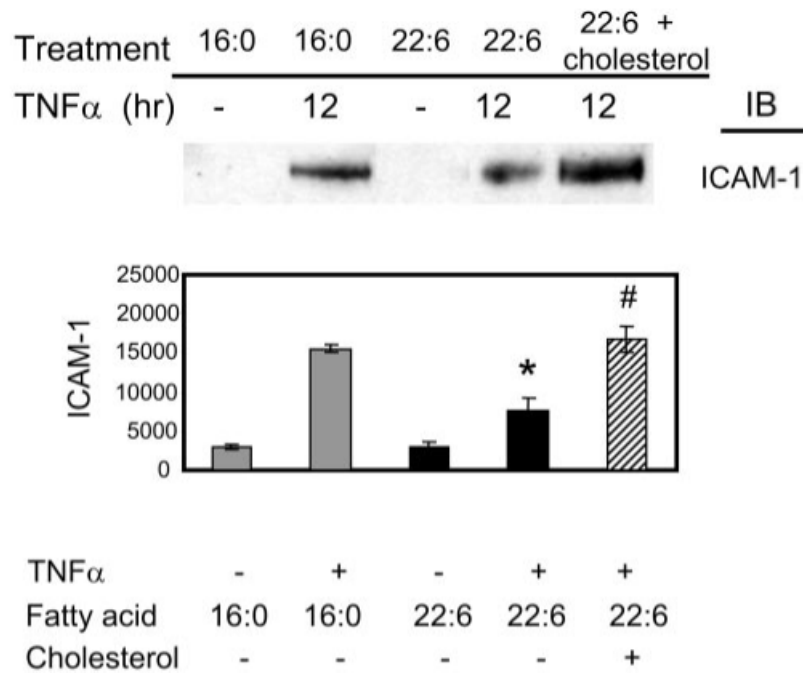 Treatment 16:0 16:0 22:6 22:6 22:6 + cholesterol
TNFα (hr) - 12 - 12 12 IB
ICAM-1
25000
20000
15000
10000
5000
0
ICAM-1
*
#
TNFα - + - + +
Fatty acid 16:0 16:0 22:6 22:6 22:6
Cholesterol - - - - +